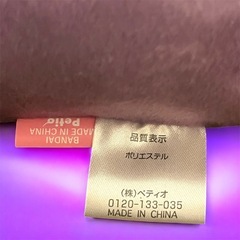 BANDAI
Petio
MADE IN CHINA
品質表示
ポリエステル
(株)ペティオ
0120-133-035
MADE IN CHINA